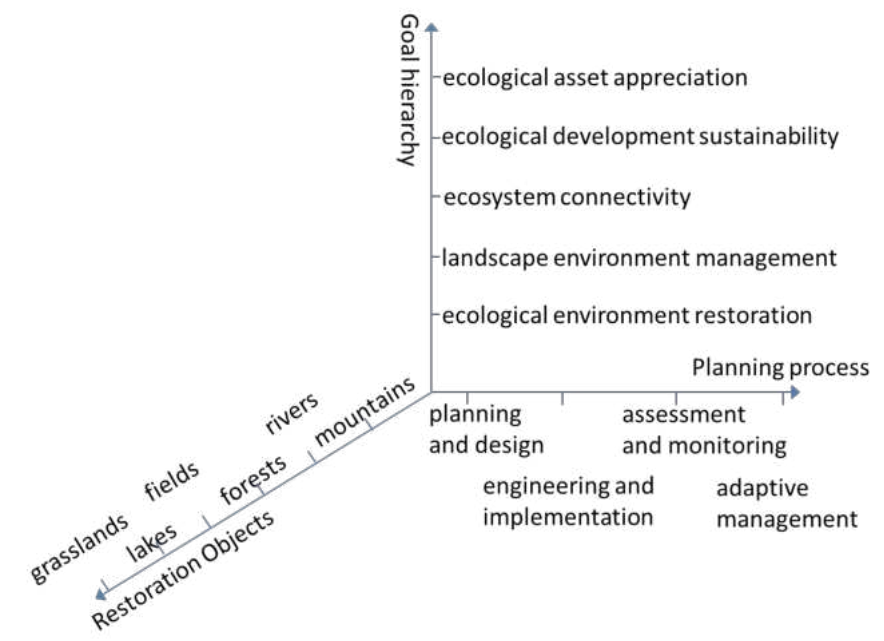 Goal hierarchy
ecological asset appreciation
ecological development sustainability
ecosystem connectivity
landscape environment management
ecological environment restoration
Planning process
planning
and design
assessment
and monitoring
engineering and
implementation
adaptive
management
mountains
rivers
forests
fields
lakes
grasslands
Restoration Objects